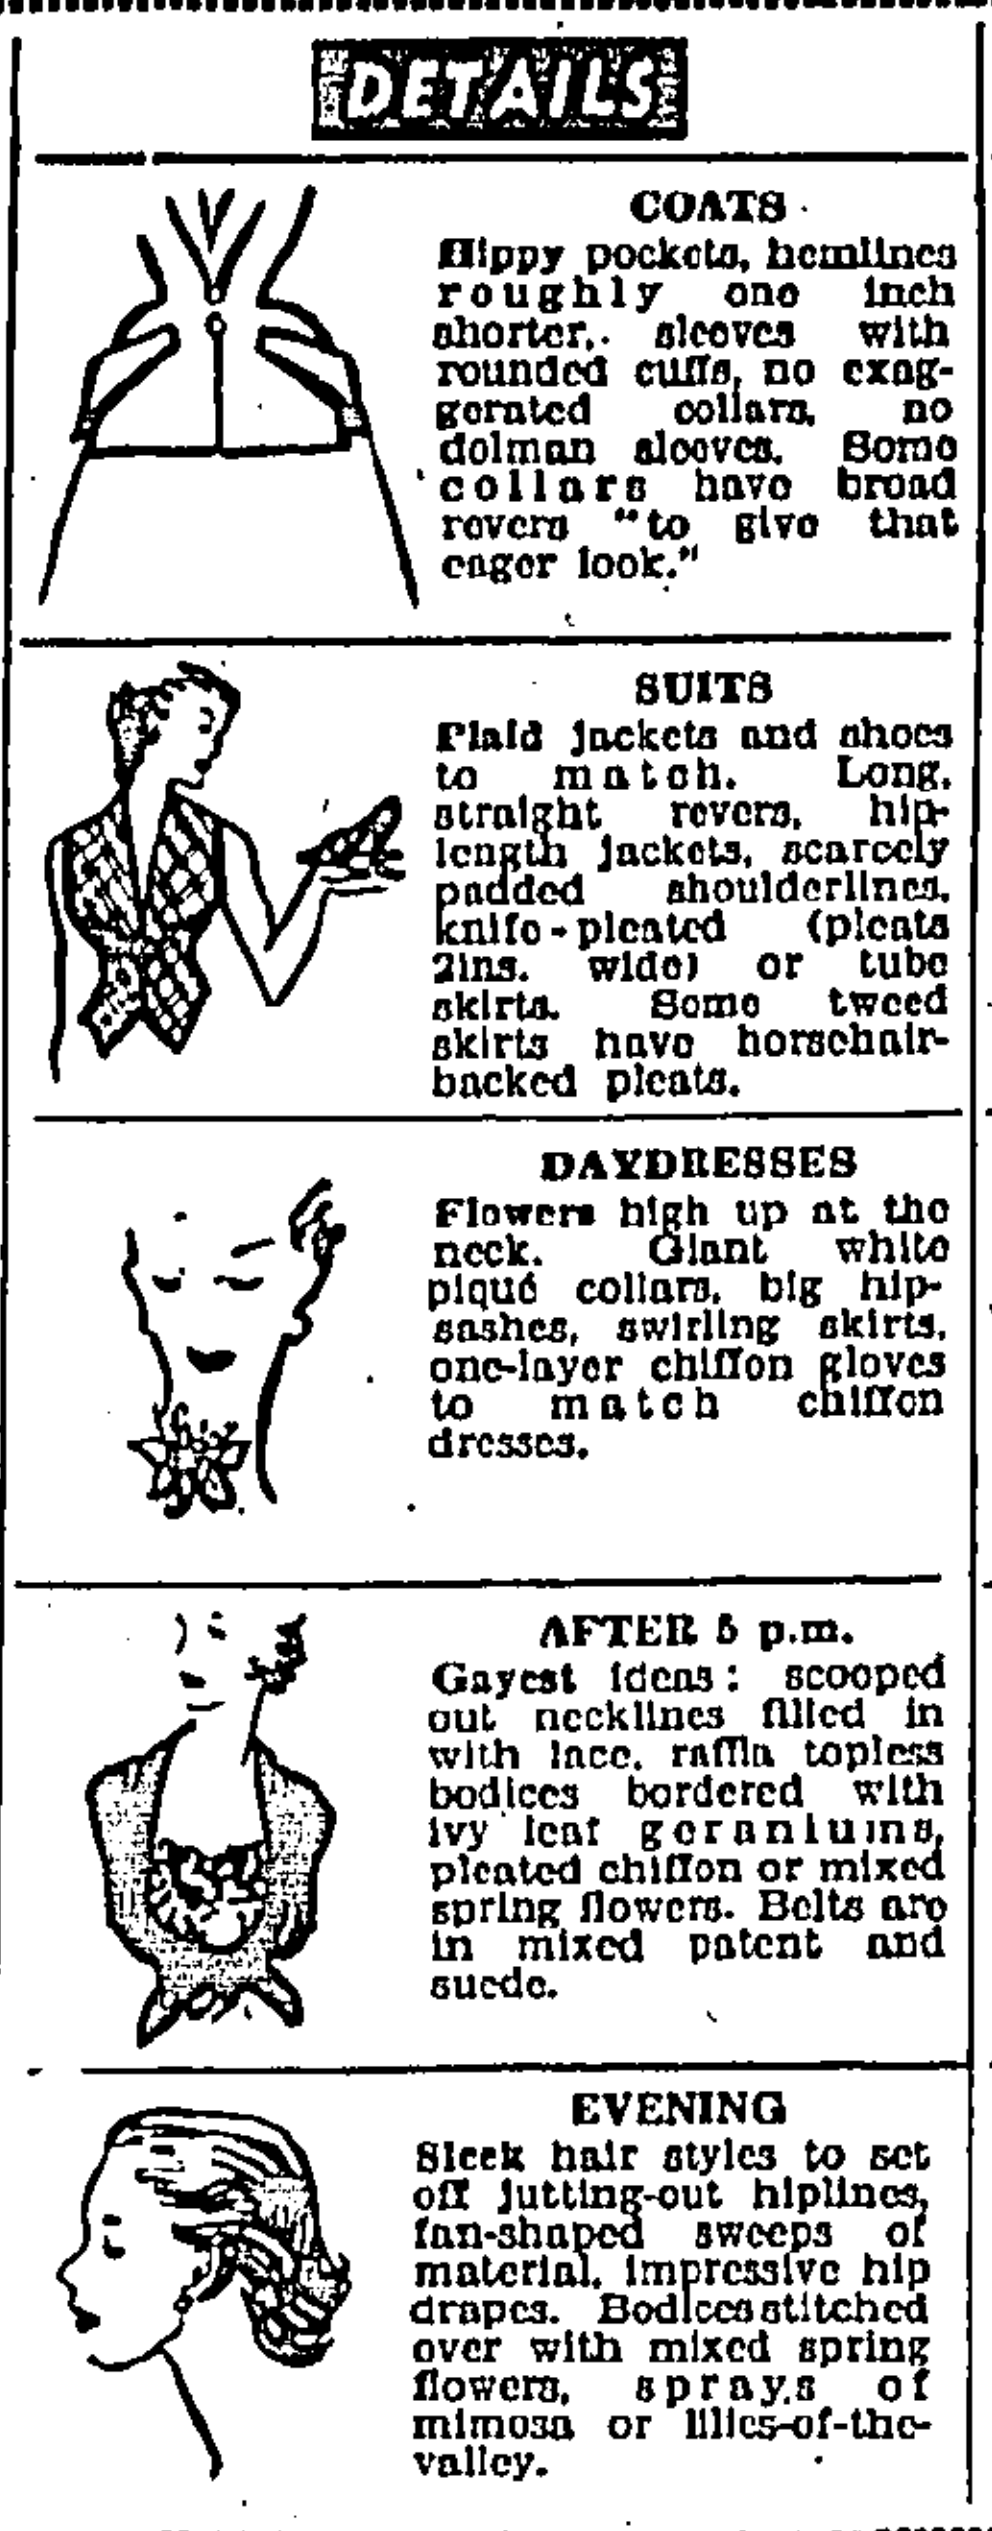 DETAILS
COATS
Hippy pockets, hemlines
roughly one inch
shorter, sleeves with
rounded cuffs, no exag-
gerated collars, no
dolman sleeves. Some
collars have broad
revers "to give that
eager look."
SUITS
Plaid jackets and shoes
to match. Long,
straight revers, hip-
length jackets, scarcely
padded shoulderlines,
knife-pleated (pleats
2ins. wide) or tube
skirts. Some tweed
skirts have horsehair-
backed pleats.
DAYDRESSES
Flowers high up at the
neck. Giant white
piqué collars, big hip-
sashes, swirling skirts,
one-layer chiffon gloves
to match chiffon
dresses.
AFTER 5 p.m.
Gayest ideas: scooped
out necklines filled in
with lace, raffia topless
bodices bordered with
ivy leaf geraniums,
pleated chiffon or mixed
spring flowers. Belts are
in mixed patent and
suede.
EVENING
Sleek hair styles to set
off jutting-out hiplines,
fan-shaped sweeps of
material, impressive hip
drapes. Bodices stitched
over with mixed spring
flowers, sprays of
mimosa or lilies-of-the-
valley.